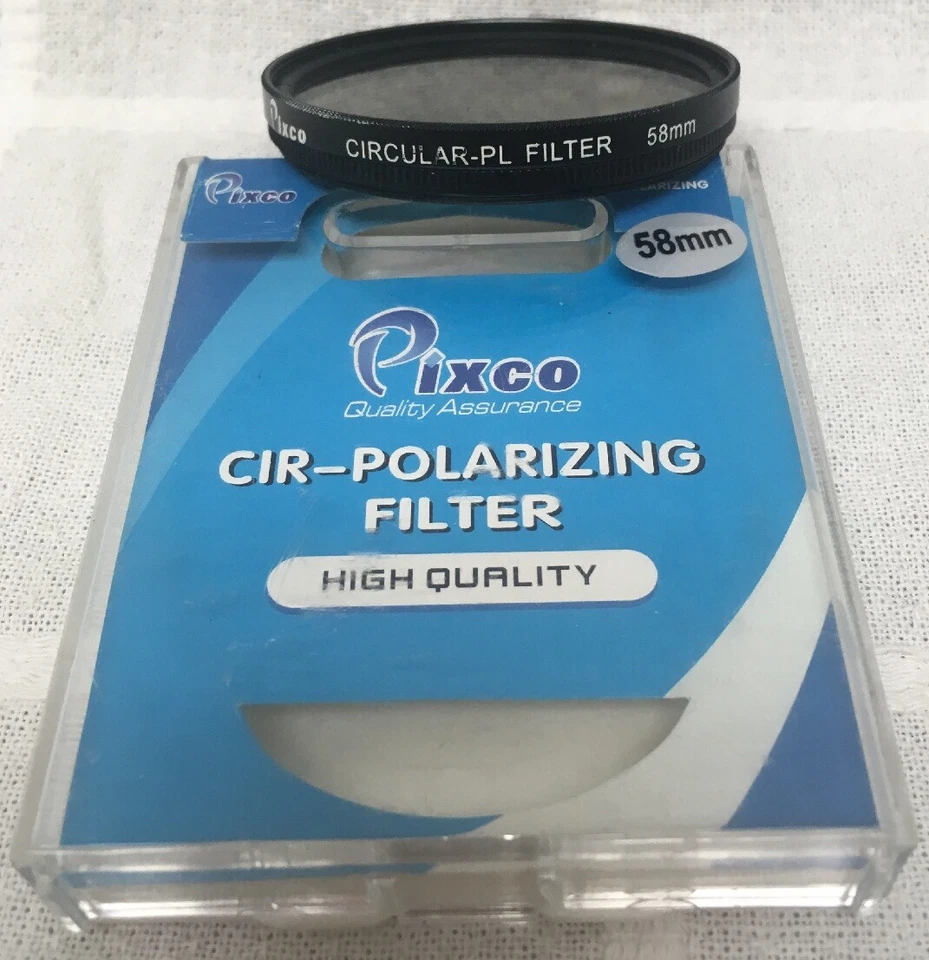 Pixco CIRCULAR-PL FILTER 58mm
Pixco
58mm
Pixco
Quality Assurance
CIR-POLARIZING
FILTER
HIGH QUALITY